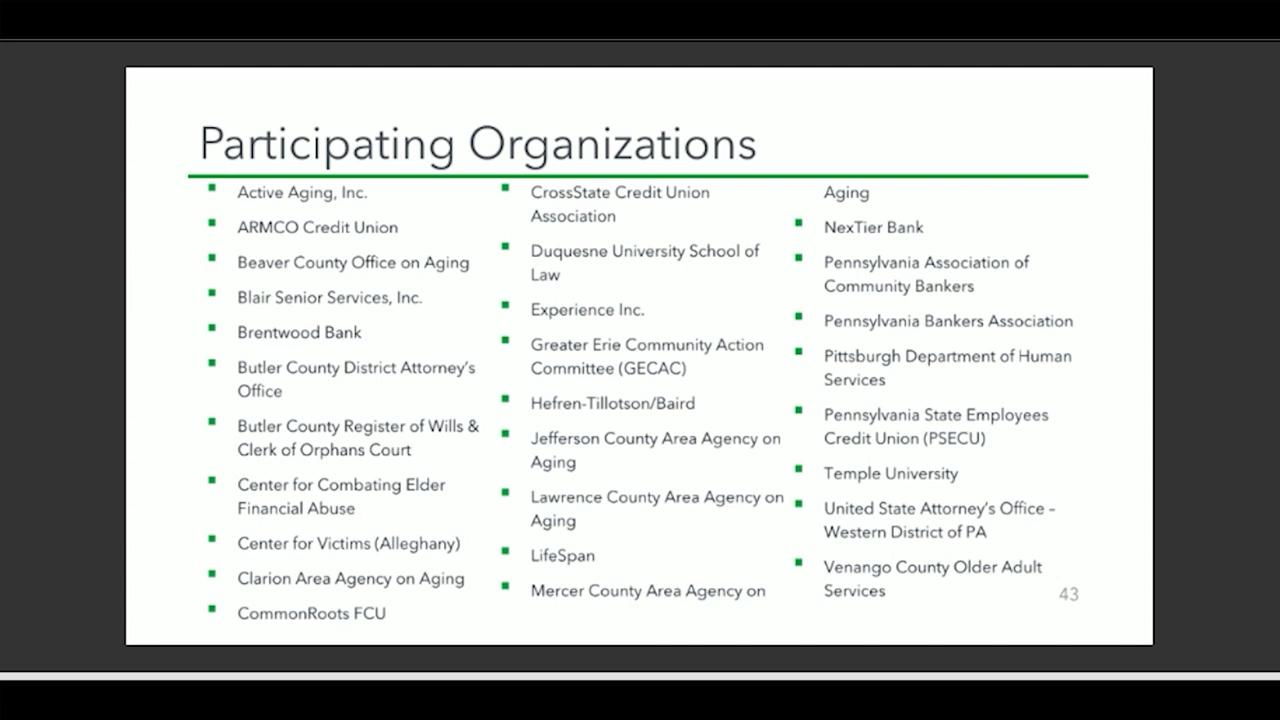 Participating Organizations
Active Aging, Inc.
ARMCO Credit Union
Beaver County Office on Aging
Blair Senior Services, Inc.
Brentwood Bank
Butler County District Attorney's
Office
Butler County Register of Wills &
Clerk of Orphans Court
Center for Combating Elder
Financial Abuse
Center for Victims (Alleghany)
Clarion Area Agency on Aging
CommonRoots FCU
CrossState Credit Union
Association
Duquesne University School of
Law
Experience Inc.
Greater Erie Community Action
Committee (GECAC)
Hefren-Tillotson/Baird
Jefferson County Area Agency on
Aging
Lawrence County Area Agency on
Aging
LifeSpan
Mercer County Area Agency on
Aging
NexTier Bank
Pennsylvania Association of
Community Bankers
Pennsylvania Bankers Association
Pittsburgh Department of Human
Services
Pennsylvania State Employees
Credit Union (PSECU)
Temple University
United State Attorney's Office –
Western District of PA
Venango County Older Adult
Services
43